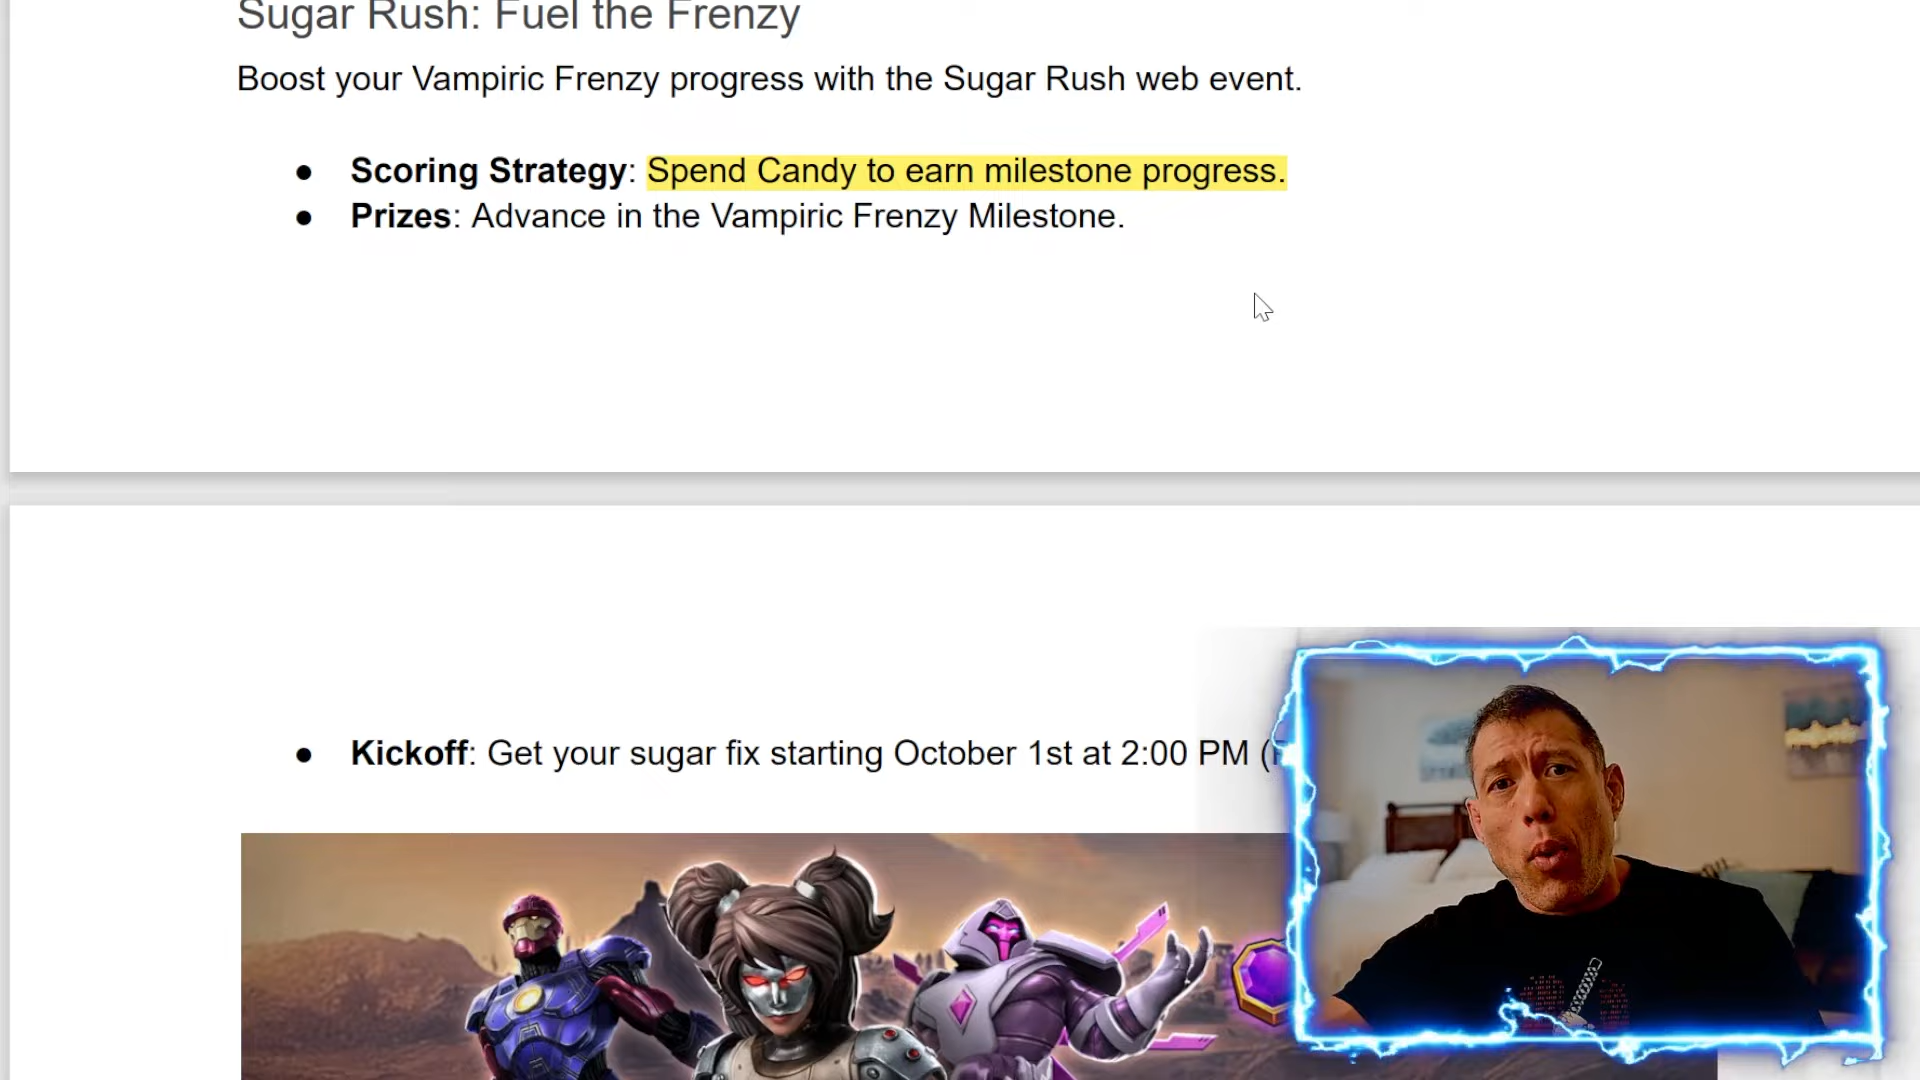 Sugar Rush: Fuel the Frenzy
Boost your Vampiric Frenzy progress with the Sugar Rush web event.
● Scoring Strategy: Spend Candy to earn milestone progress.
● Prizes: Advance in the Vampiric Frenzy Milestone.
● Kickoff: Get your sugar fix starting October 1st at 2:00 PM (